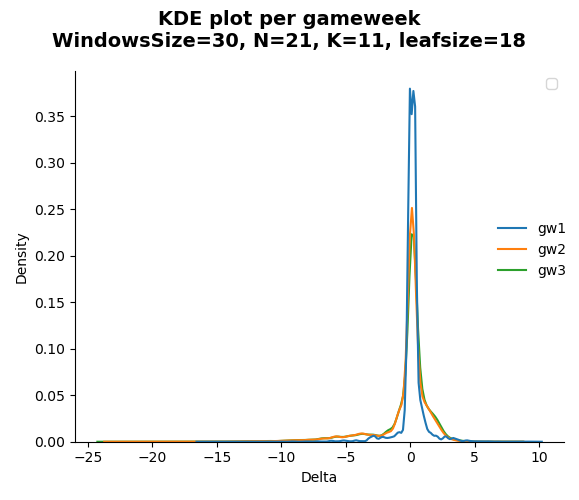 KDE plot per gameweek
WindowsSize=30, N=21, K=11, leafsize=18
0.35
0.30
0.25
0.20
0.15
0.10
0.05
0.00
Density
−25
−20
−15
−10
−5
0
5
10
Delta
gw1
gw2
gw3